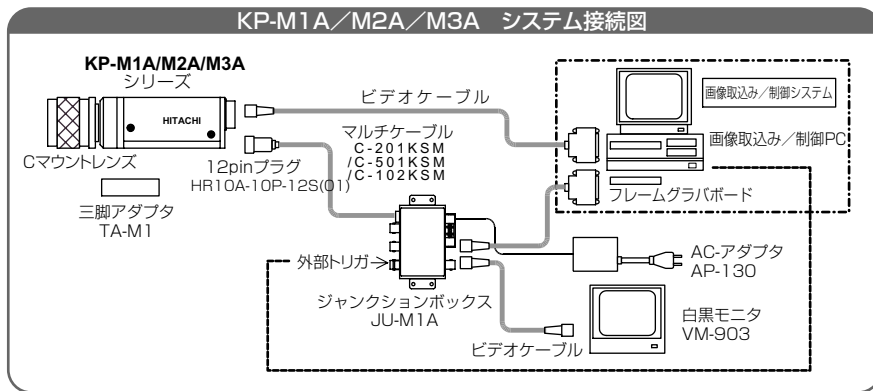 KP-M1A／M2A／M3A　システム接続図
KP-M1A/M2A/M3A
シリーズ
HITACHI
Cマウントレンズ
三脚アダプタ
TA-M1
12pinプラグ
HR10A-10P-12S(01)
ビデオケーブル
マルチケーブル
C-201KSM
/C-501KSM
/C-102KSM
画像取込み／制御システム
画像取込み／制御PC
フレームグラバボード
外部トリガ
ジャンクションボックス
JU-M1A
AC-アダプタ
AP-130
白黒モニタ
VM-903
ビデオケーブル